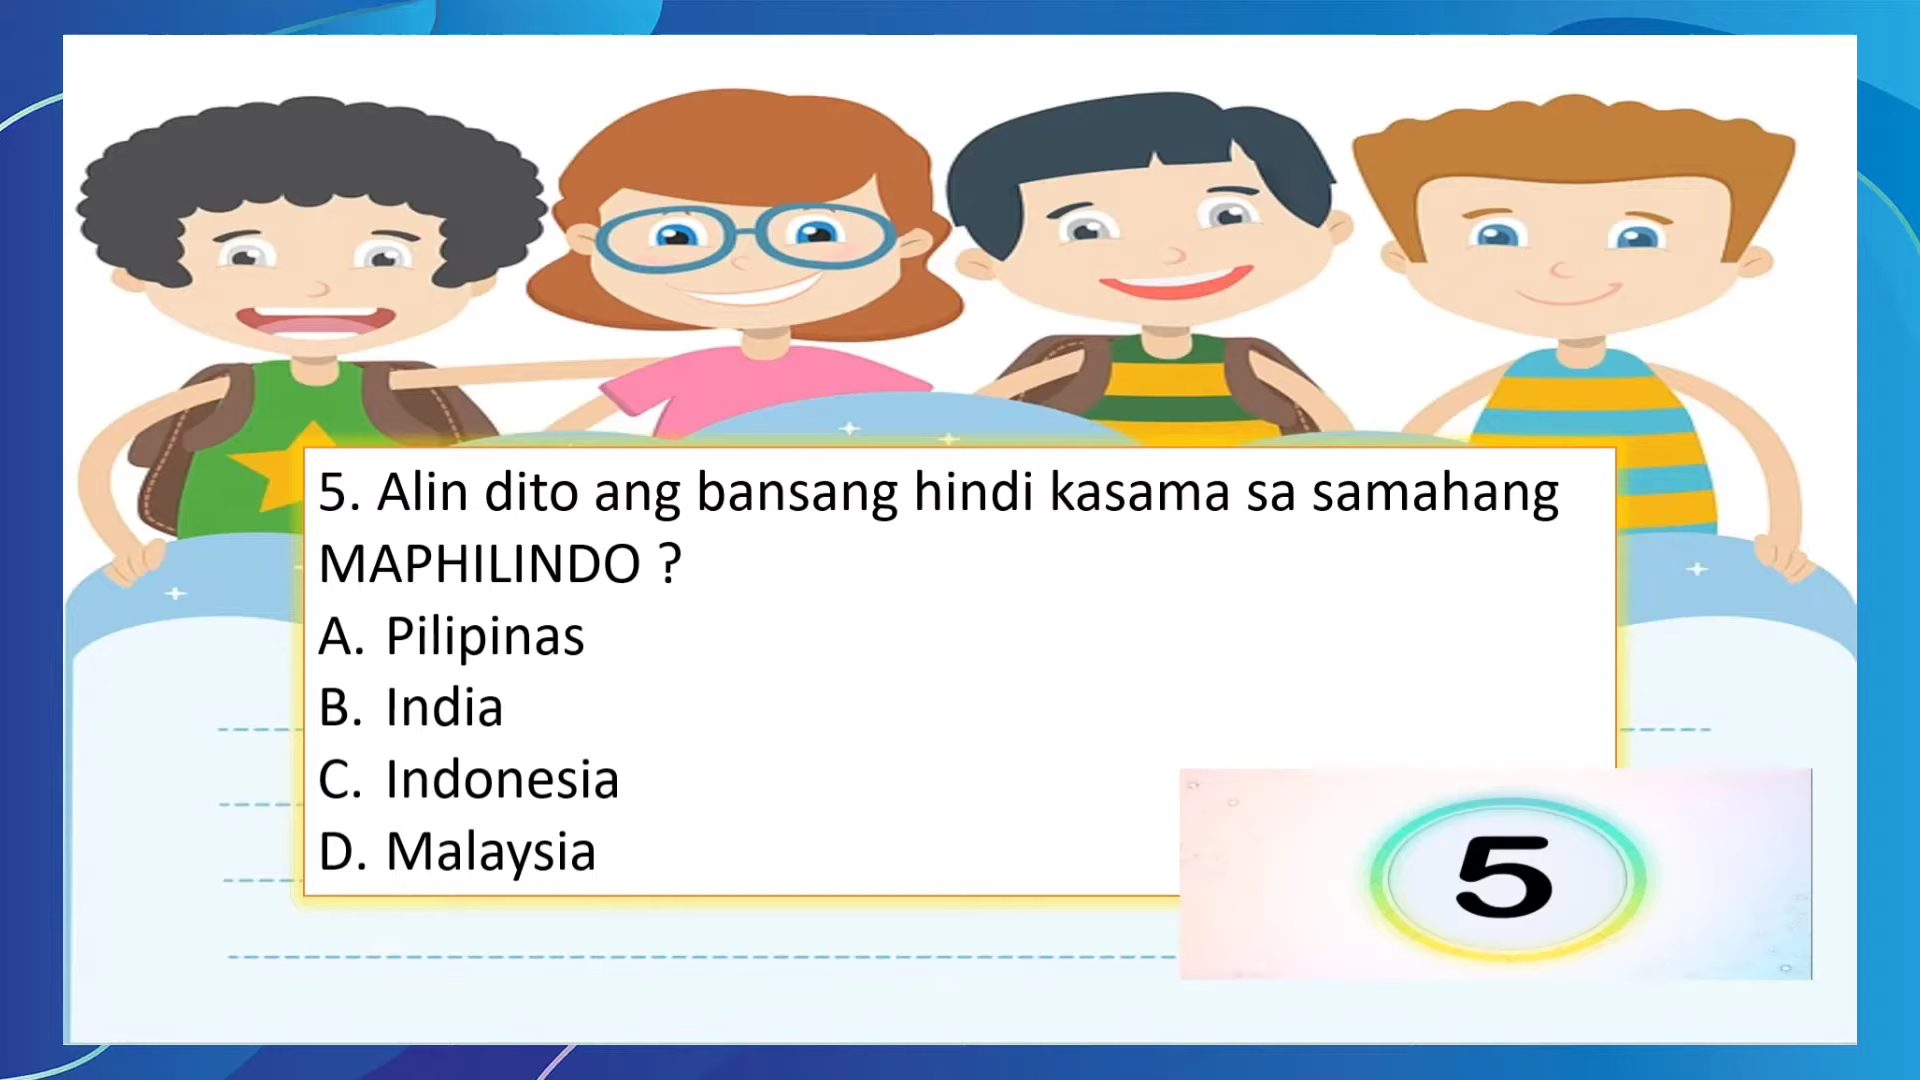 5. Alin dito ang bansang hindi kasama sa samahang
MAPHILINDO ?
A. Pilipinas
B. India
C. Indonesia
D. Malaysia
5